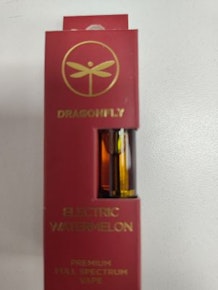 DRAGONFLY
ELECTRIC
WATERMELON
PREMIUM
FULL SPECTRUM
VAPE